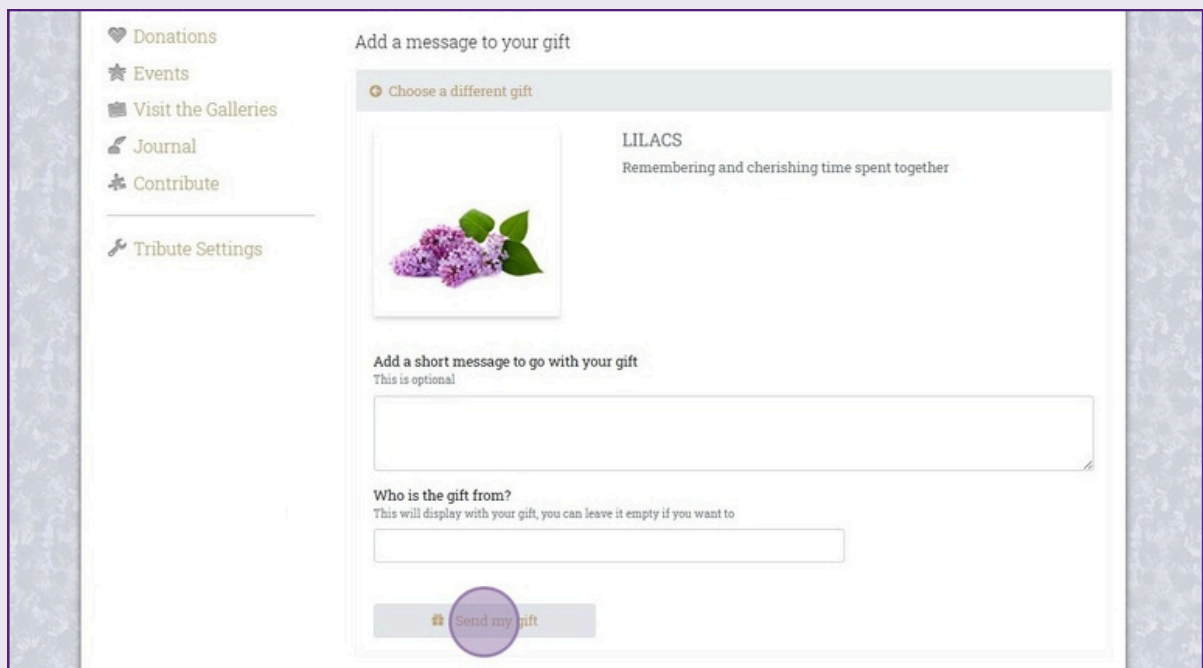 Donations
Events
Visit the Galleries
Journal
Contribute
Tribute Settings
Add a message to your gift
Choose a different gift
LILACS
Remembering and cherishing time spent together
Add a short message to go with your gift
This is optional
Who is the gift from?
This will display with your gift, you can leave it empty if you want to
Send my gift